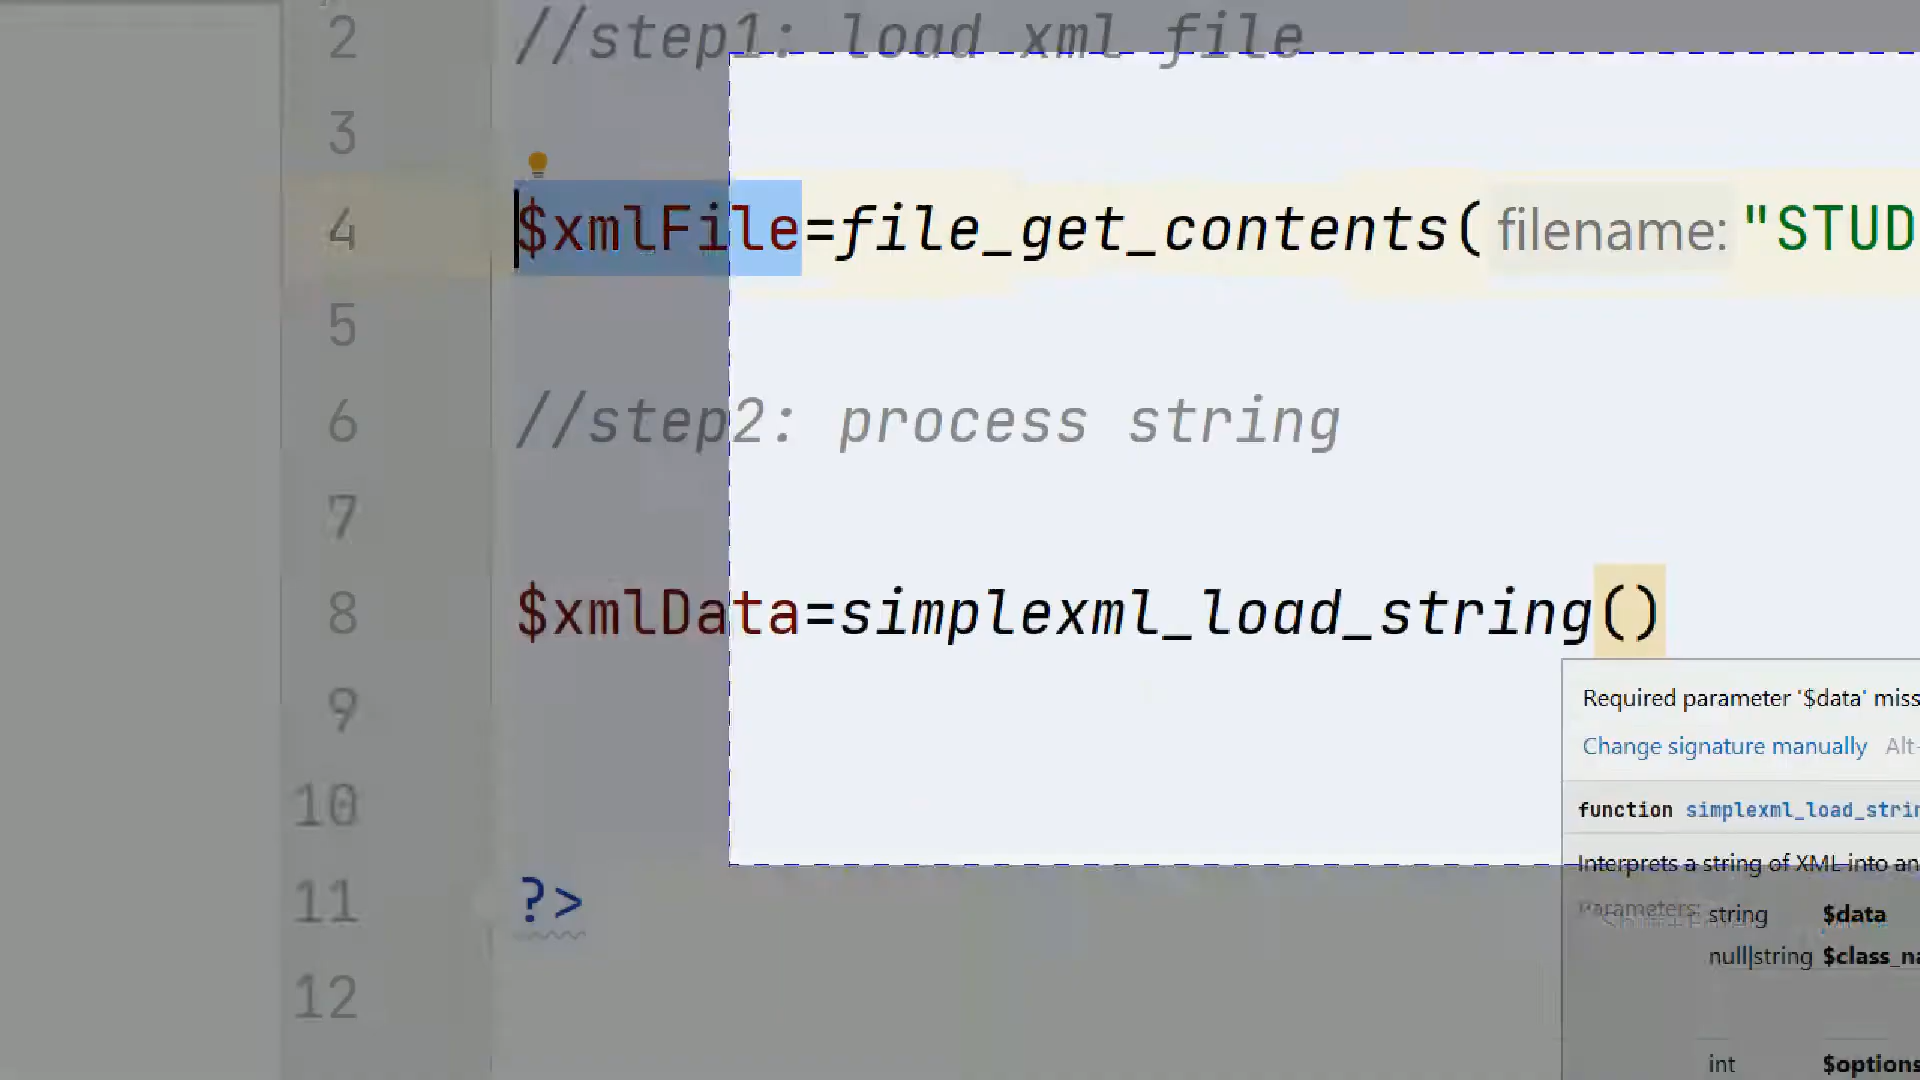 2 //step1: load xml file
3
4 $xmlFile=file_get_contents( filename: "STUD
5
6 //step2: process string
7
8 $xmlData=simplexml_load_string()
9
Required parameter '$data' miss
Change signature manually Alt+
10
function simplexml_load_strin
Interprets a string of XML into an
11 ?>
Parameters: string $data
null|string $class_na
12
int $options